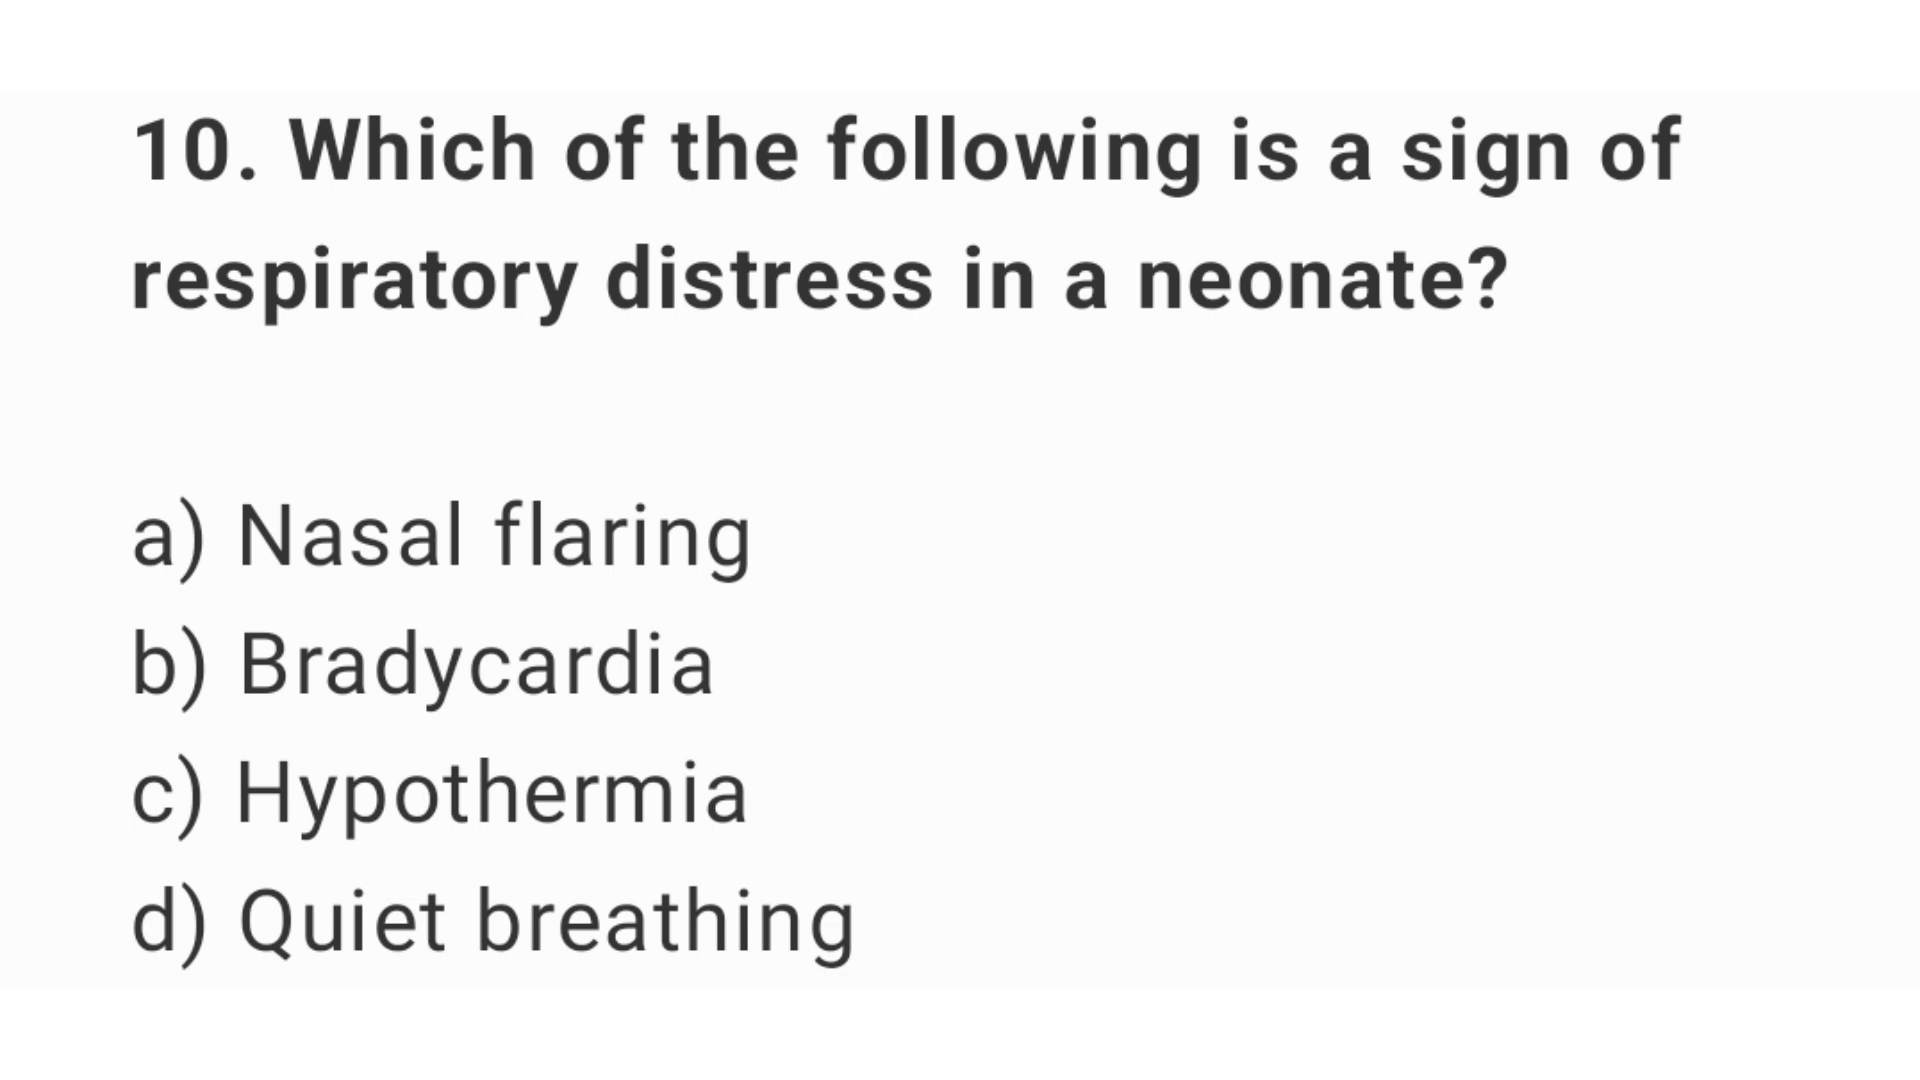 10. Which of the following is a sign of
respiratory distress in a neonate?
a) Nasal flaring
b) Bradycardia
c) Hypothermia
d) Quiet breathing